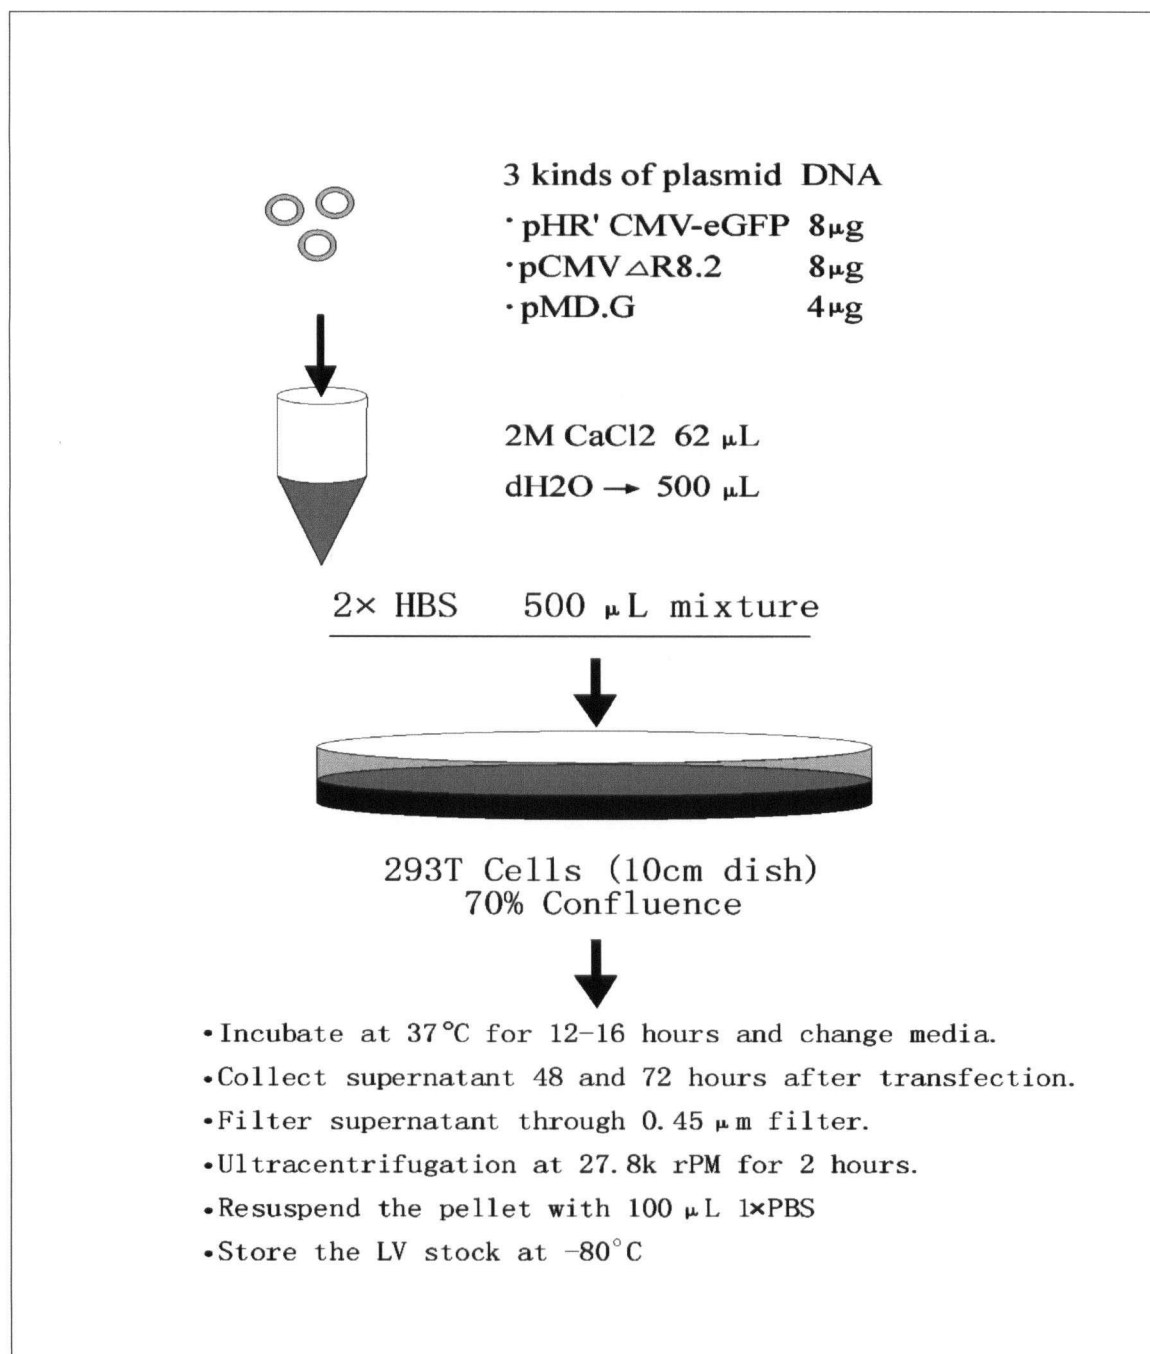 3 kinds of plasmid DNA
· pHR' CMV-eGFP 8μg
· pCMV△R8.2 8μg
· pMD.G 4μg
2M CaCl2 62 μL
dH2O → 500 μL
2× HBS 500 μL mixture
293T Cells (10cm dish)
70% Confluence
•Incubate at 37°C for 12-16 hours and change media.
•Collect supernatant 48 and 72 hours after transfection.
•Filter supernatant through 0.45 μm filter.
•Ultracentrifugation at 27.8k rPM for 2 hours.
•Resuspend the pellet with 100 μL 1×PBS
•Store the LV stock at -80°C